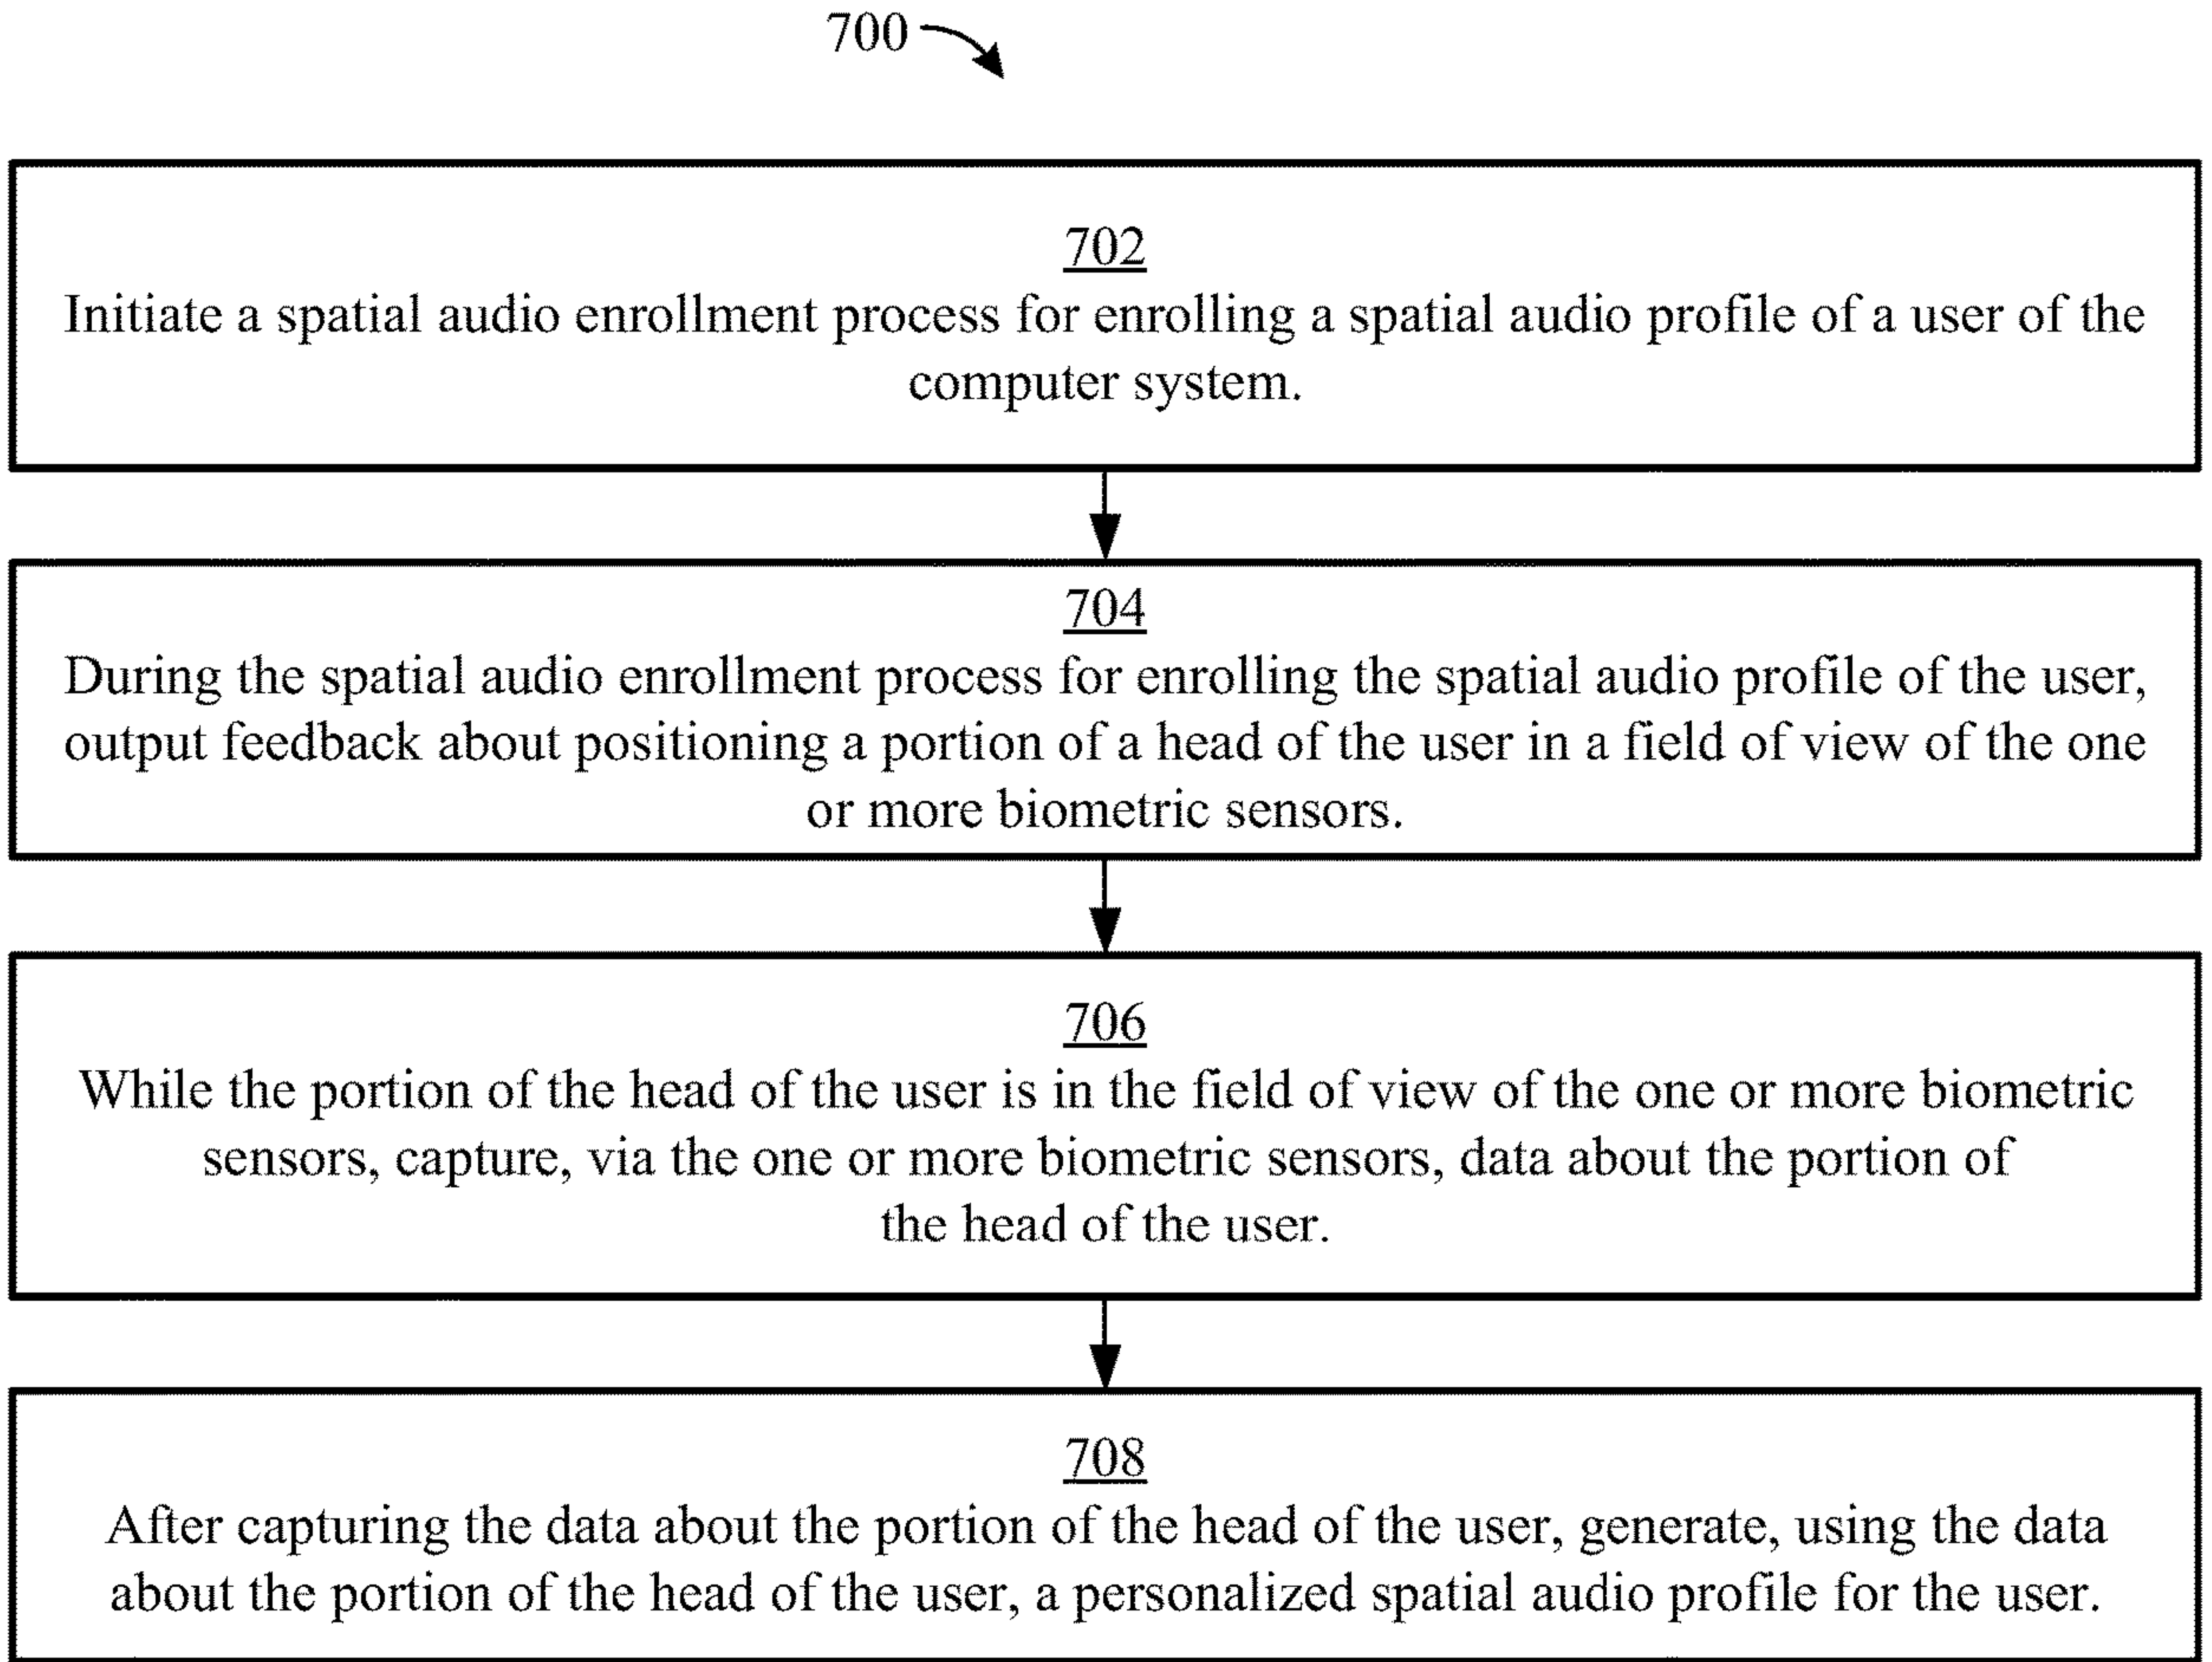 700
702
Initiate a spatial audio enrollment process for enrolling a spatial audio profile of a user of the
computer system.
704
During the spatial audio enrollment process for enrolling the spatial audio profile of the user,
output feedback about positioning a portion of a head of the user in a field of view of the one
or more biometric sensors.
706
While the portion of the head of the user is in the field of view of the one or more biometric
sensors, capture, via the one or more biometric sensors, data about the portion of
the head of the user.
708
After capturing the data about the portion of the head of the user, generate, using the data
about the portion of the head of the user, a personalized spatial audio profile for the user.